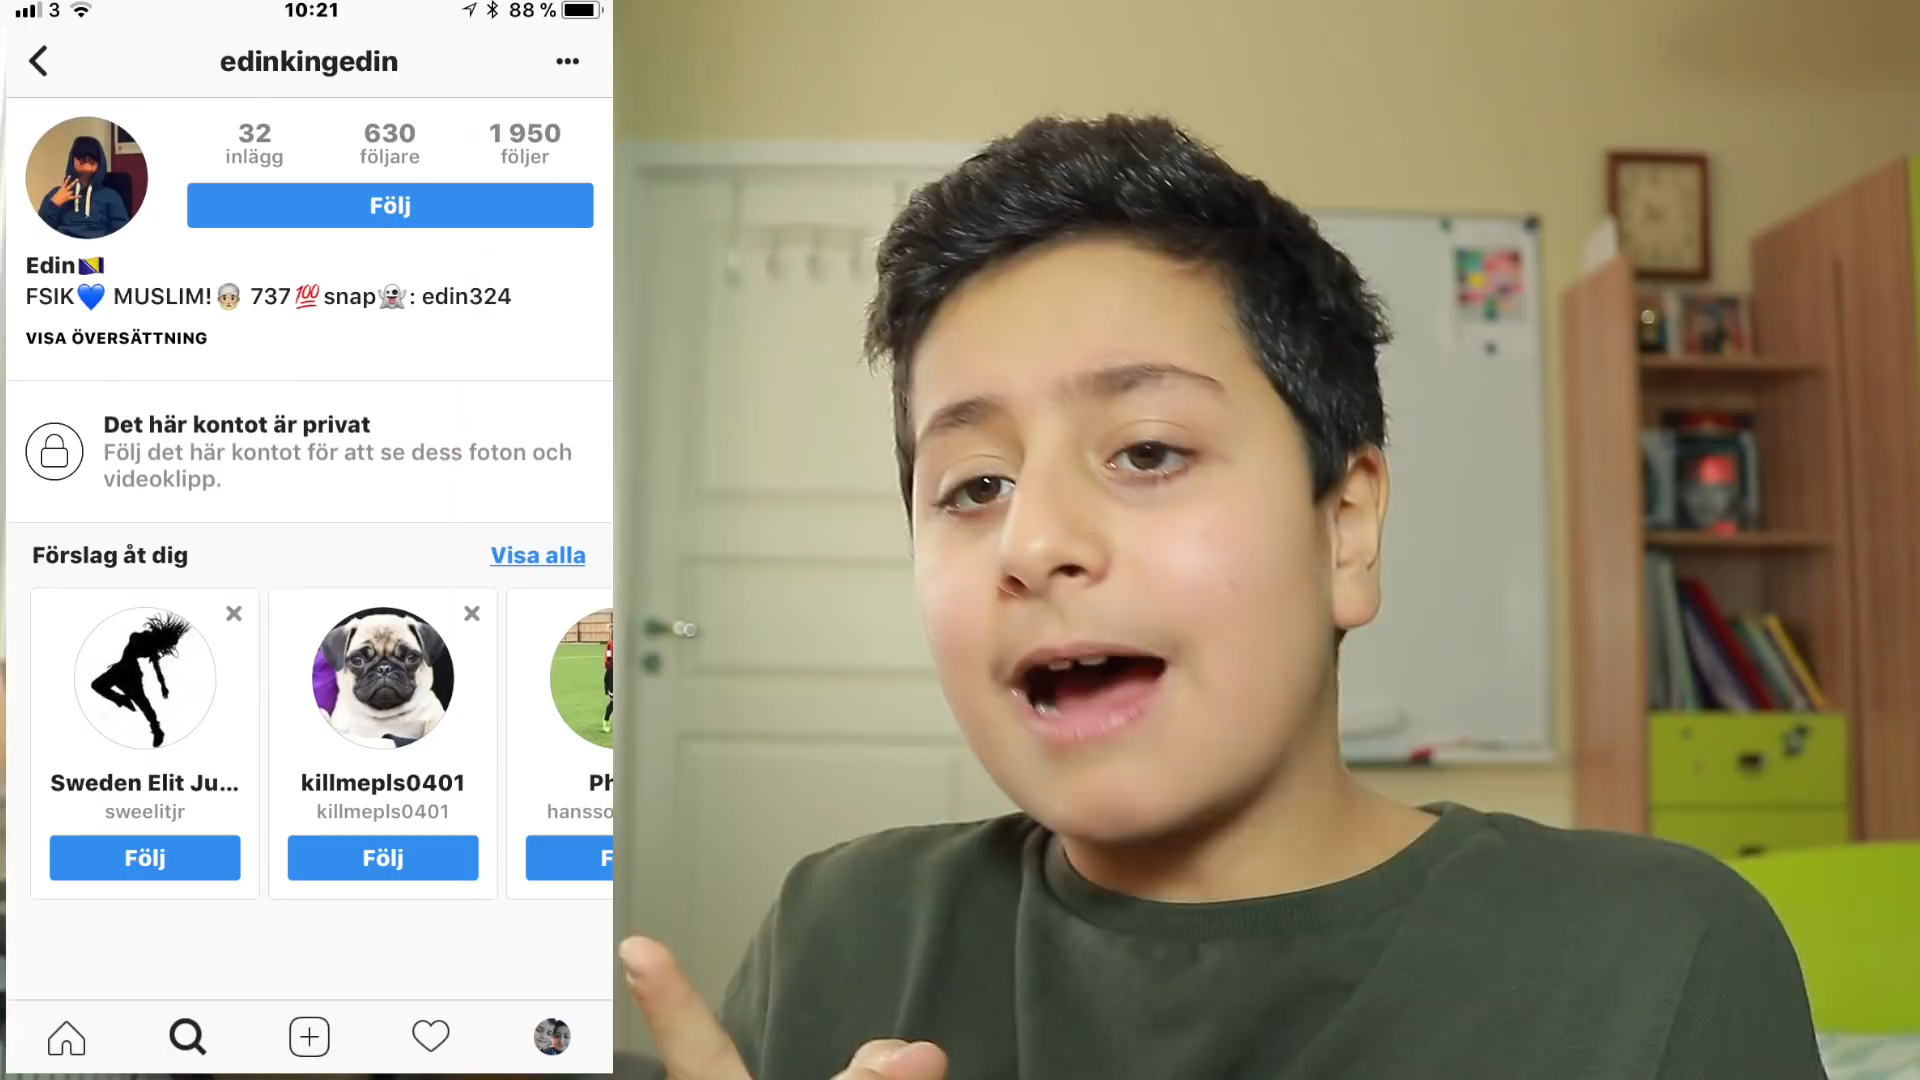 3 10:21 88 %
edinkingedin
32 630 1 950
inlägg följare följer
Följ
Edin🇧🇦
FSIK💙 MUSLIM!👳🏼 737💯snap👻: edin324
VISA ÖVERSÄTTNING
Det här kontot är privat
Följ det här kontot för att se dess foton och
videoklipp.
Förslag åt dig Visa alla
Sweden Elit Ju...
sweelitjr
Följ
killmepls0401
killmepls0401
Följ
Ph
hansso
F